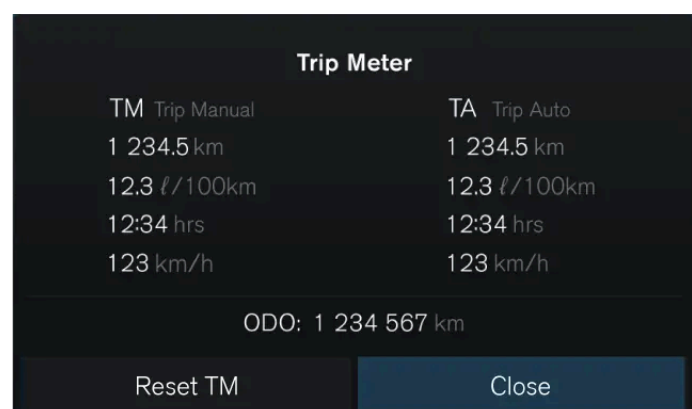 Trip Meter
TM Trip Manual
1 234.5 km
12.3 ℓ/100km
12:34 hrs
123 km/h
TA Trip Auto
1 234.5 km
12.3 ℓ/100km
12:34 hrs
123 km/h
ODO: 1 234 567 km
Reset TM
Close